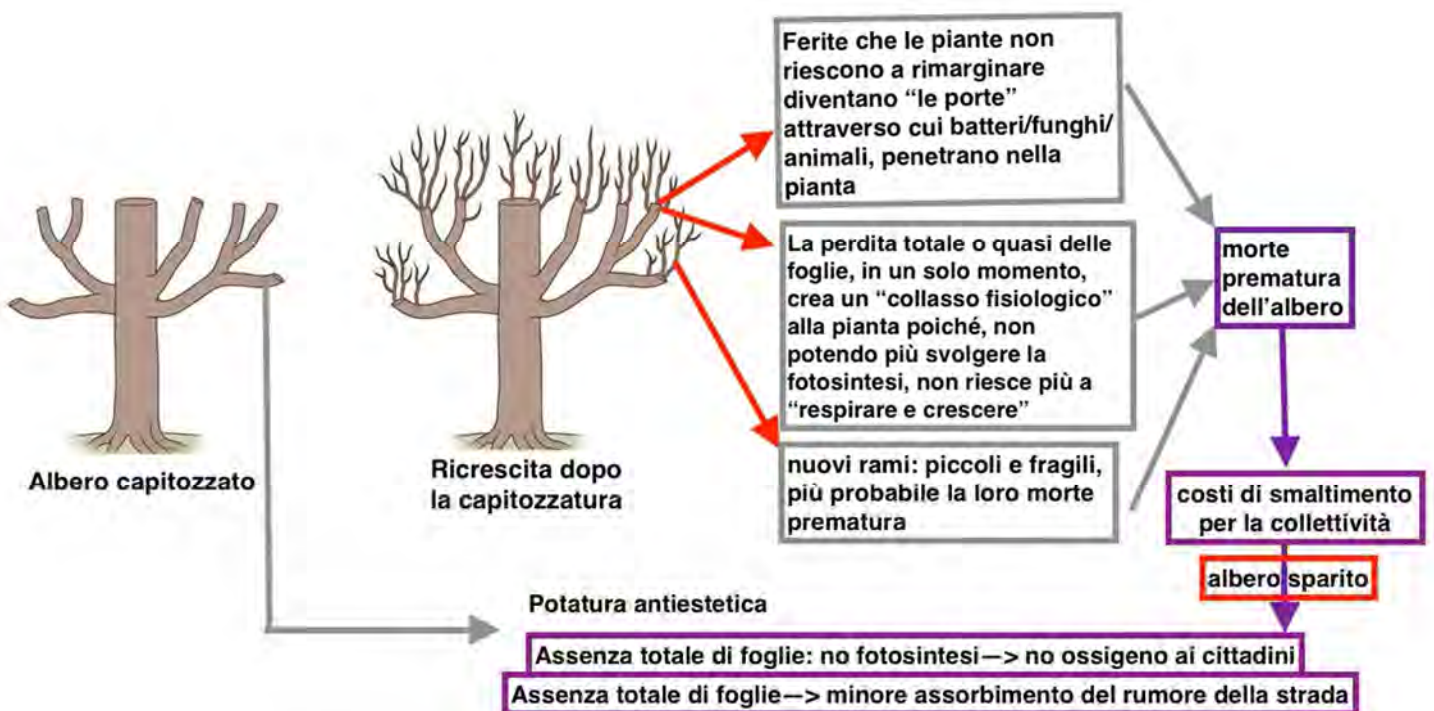 Ferite che le piante non
riescono a rimarginare
diventano “le porte”
attraverso cui batteri/funghi/
animali, penetrano nella
pianta
La perdita totale o quasi delle
foglie, in un solo momento,
crea un “collasso fisiologico”
alla pianta poiché, non
potendo più svolgere la
fotosintesi, non riesce più a
“respirare e crescere”
morte
prematura
dell’albero
Albero capitozzato
Ricrescita dopo
la capitozzatura
nuovi rami: piccoli e fragili,
più probabile la loro morte
prematura
costi di smaltimento
per la collettività
albero sparito
Potatura antiestetica
Assenza totale di foglie: no fotosintesi—> no ossigeno ai cittadini
Assenza totale di foglie—> minore assorbimento del rumore della strada